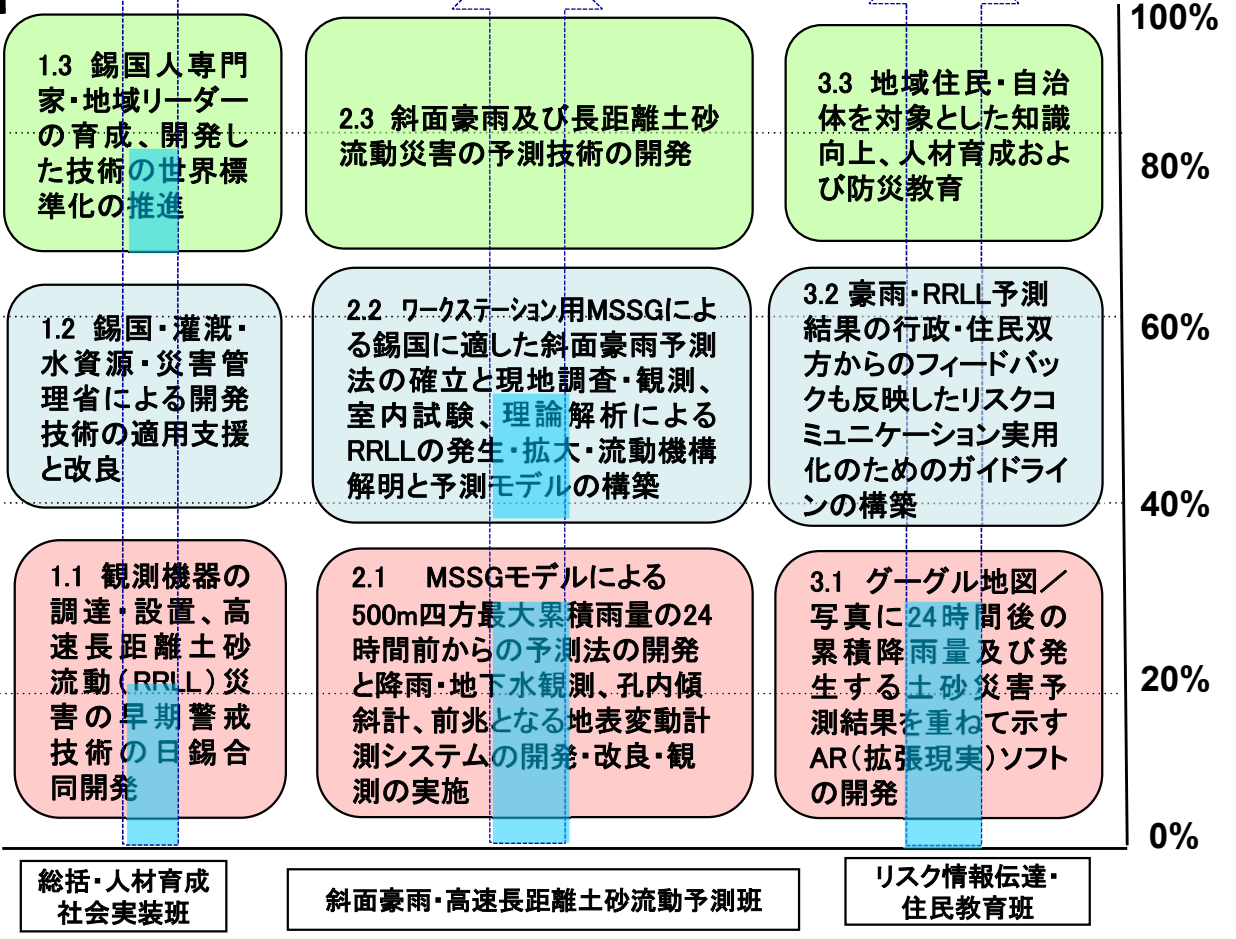 1.3 錫国人専門
家・地域リーダー
の育成、開発し
た技術の世界標
準化の推進
2.3 斜面豪雨及び長距離土砂
流動災害の予測技術の開発
3.3 地域住民・自治
体を対象とした知識
向上、人材育成およ
び防災教育
1.2 錫国・灌漑・
水資源・災害管
理省による開発
技術の適用支援
と改良
2.2 ワークステーション用MSSGによ
る錫国に適した斜面豪雨予測
法の確立と現地調査・観測、
室内試験、理論解析による
RRLLの発生・拡大・流動機構
解明と予測モデルの構築
3.2 豪雨・RRLL予測
結果の行政・住民双
方からのフィードバッ
クも反映したリスクコ
ミュニケーション実用
化のためのガイドライ
ンの構築
1.1 観測機器の
調達・設置、高
速長距離土砂
流動(RRLL)災
害の早期警戒
技術の日錫合
同開発
2.1 MSSGモデルによる
500m四方最大累積雨量の24
時間前からの予測法の開発
と降雨・地下水観測、孔内傾
斜計、前兆となる地表変動計
測システムの開発・改良・観
測の実施
3.1 グーグル地図／
写真に24時間後の
累積降雨量及び発
生する土砂災害予
測結果を重ねて示す
AR(拡張現実)ソフト
の開発
100%
80%
60%
40%
20%
0%
総括・人材育成
社会実装班
斜面豪雨・高速長距離土砂流動予測班
リスク情報伝達・
住民教育班